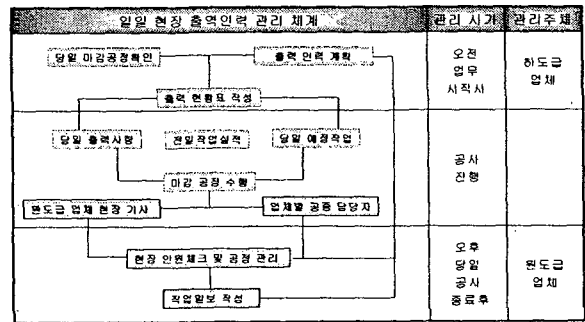 일일 현장 출역인력 관리 체계
관리 시기
관리주체
당일 마감공정확인
출력 인력 계획
오전
업무
시작시
하도급
업체
출력 현황표 작성
당일 출력사항
전일작업실적
당일 예정작업
공사
진행
마감 공정 수행
원도급 업체 현장 기사
업체별 공종 담당자
현장 인원체크 및 공정 관리
작업일보 작성
오후
당일
공사
종료후
원도급
업체